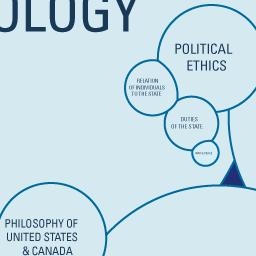 OLOGY
POLITICAL
ETHICS
RELATION
OF INDIVIDUALS
TO THE STATE
DUTIES
OF THE STATE
PHILOSOPHY OF
UNITED STATES
& CANADA